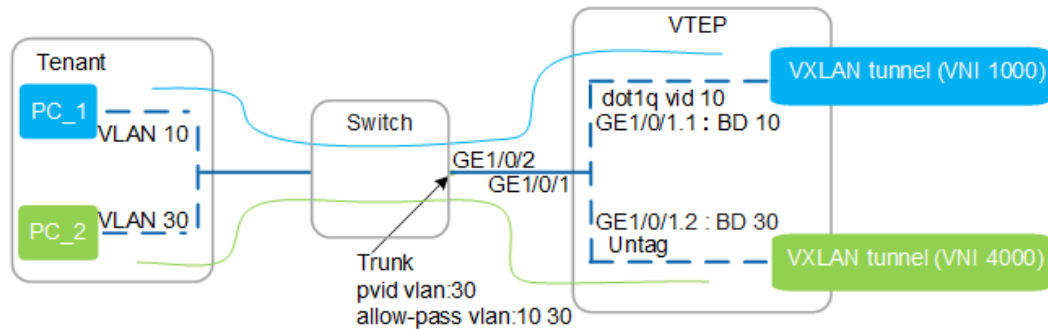 Tenant
PC_1
VLAN 10
PC_2
VLAN 30
Switch
GE1/0/2
GE1/0/1
Trunk
pvid vlan:30
allow-pass vlan:10 30
VTEP
dot1q vid 10
GE1/0/1.1 : BD 10
GE1/0/1.2 : BD 30
Untag
VXLAN tunnel (VNI 1000)
VXLAN tunnel (VNI 4000)